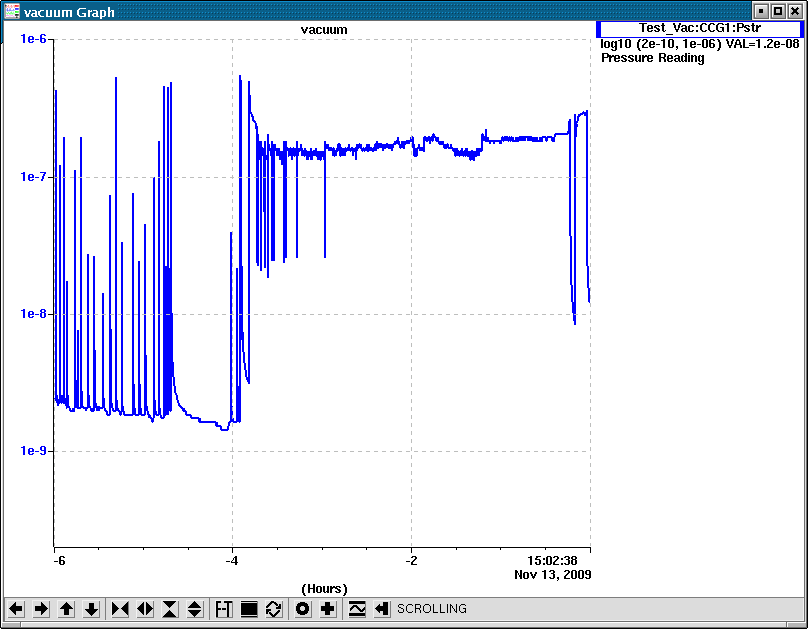 vacuum Graph
vacuum
Test_Vac:CCG1:Pstr
log10 (2e-10, 1e-06) VAL=1.2e-08
Pressure Reading
1e-6
1e-7
1e-8
1e-9
-6
-4
-2
15:02:38
Nov 13, 2009
(Hours)
SCROLLING